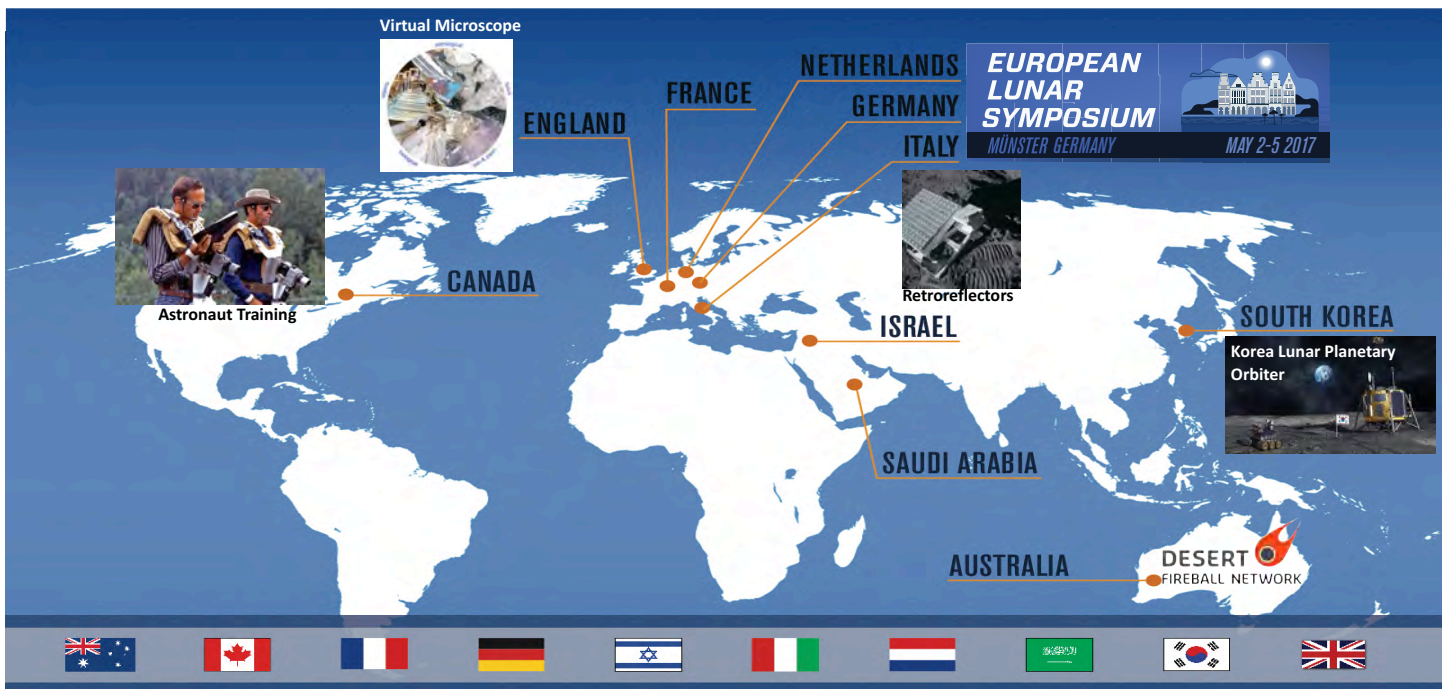 Virtual Microscope
NETHERLANDS
EUROPEAN
LUNAR
SYMPOSIUM
MÜNSTER GERMANY MAY 2-5 2017
FRANCE
GERMANY
ENGLAND
ITALY
CANADA
Astronaut Training
Retroreflectors
ISRAEL
SOUTH KOREA
Korea Lunar Planetary
Orbiter
SAUDI ARABIA
AUSTRALIA
DESERT
FIREBALL NETWORK